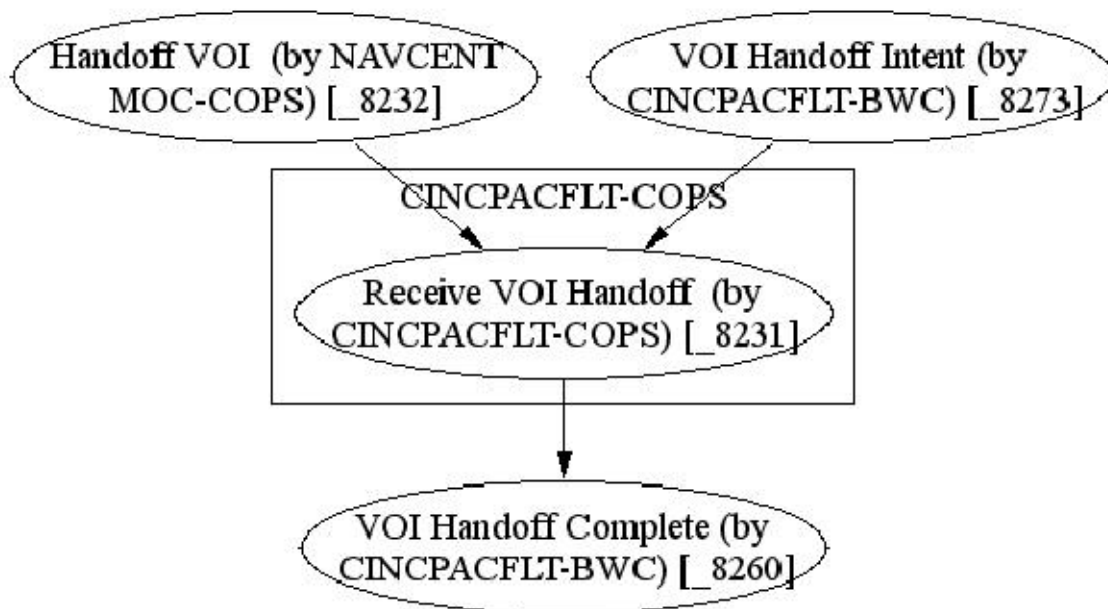 Handoff VOI (by NAVCENT
MOC-COPS) [_8232]
VOI Handoff Intent (by
CINCPACFLT-BWC) [_8273]
CINCPACFLT-COPS
Receive VOI Handoff (by
CINCPACFLT-COPS) [_8231]
VOI Handoff Complete (by
CINCPACFLT-BWC) [_8260]